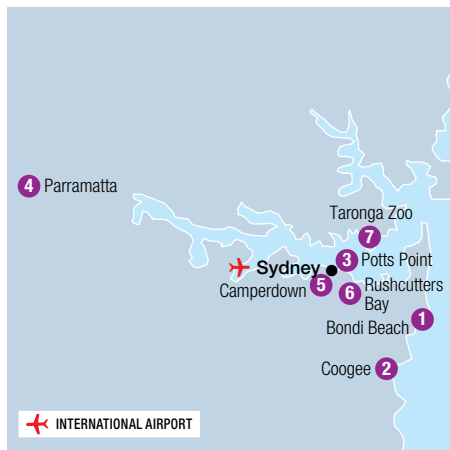 4 Parramatta
Taronga Zoo
7
3 Potts Point
Sydney
Camperdown 5
6 Rushcutters
Bay
Bondi Beach 1
Coogee 2
INTERNATIONAL AIRPORT